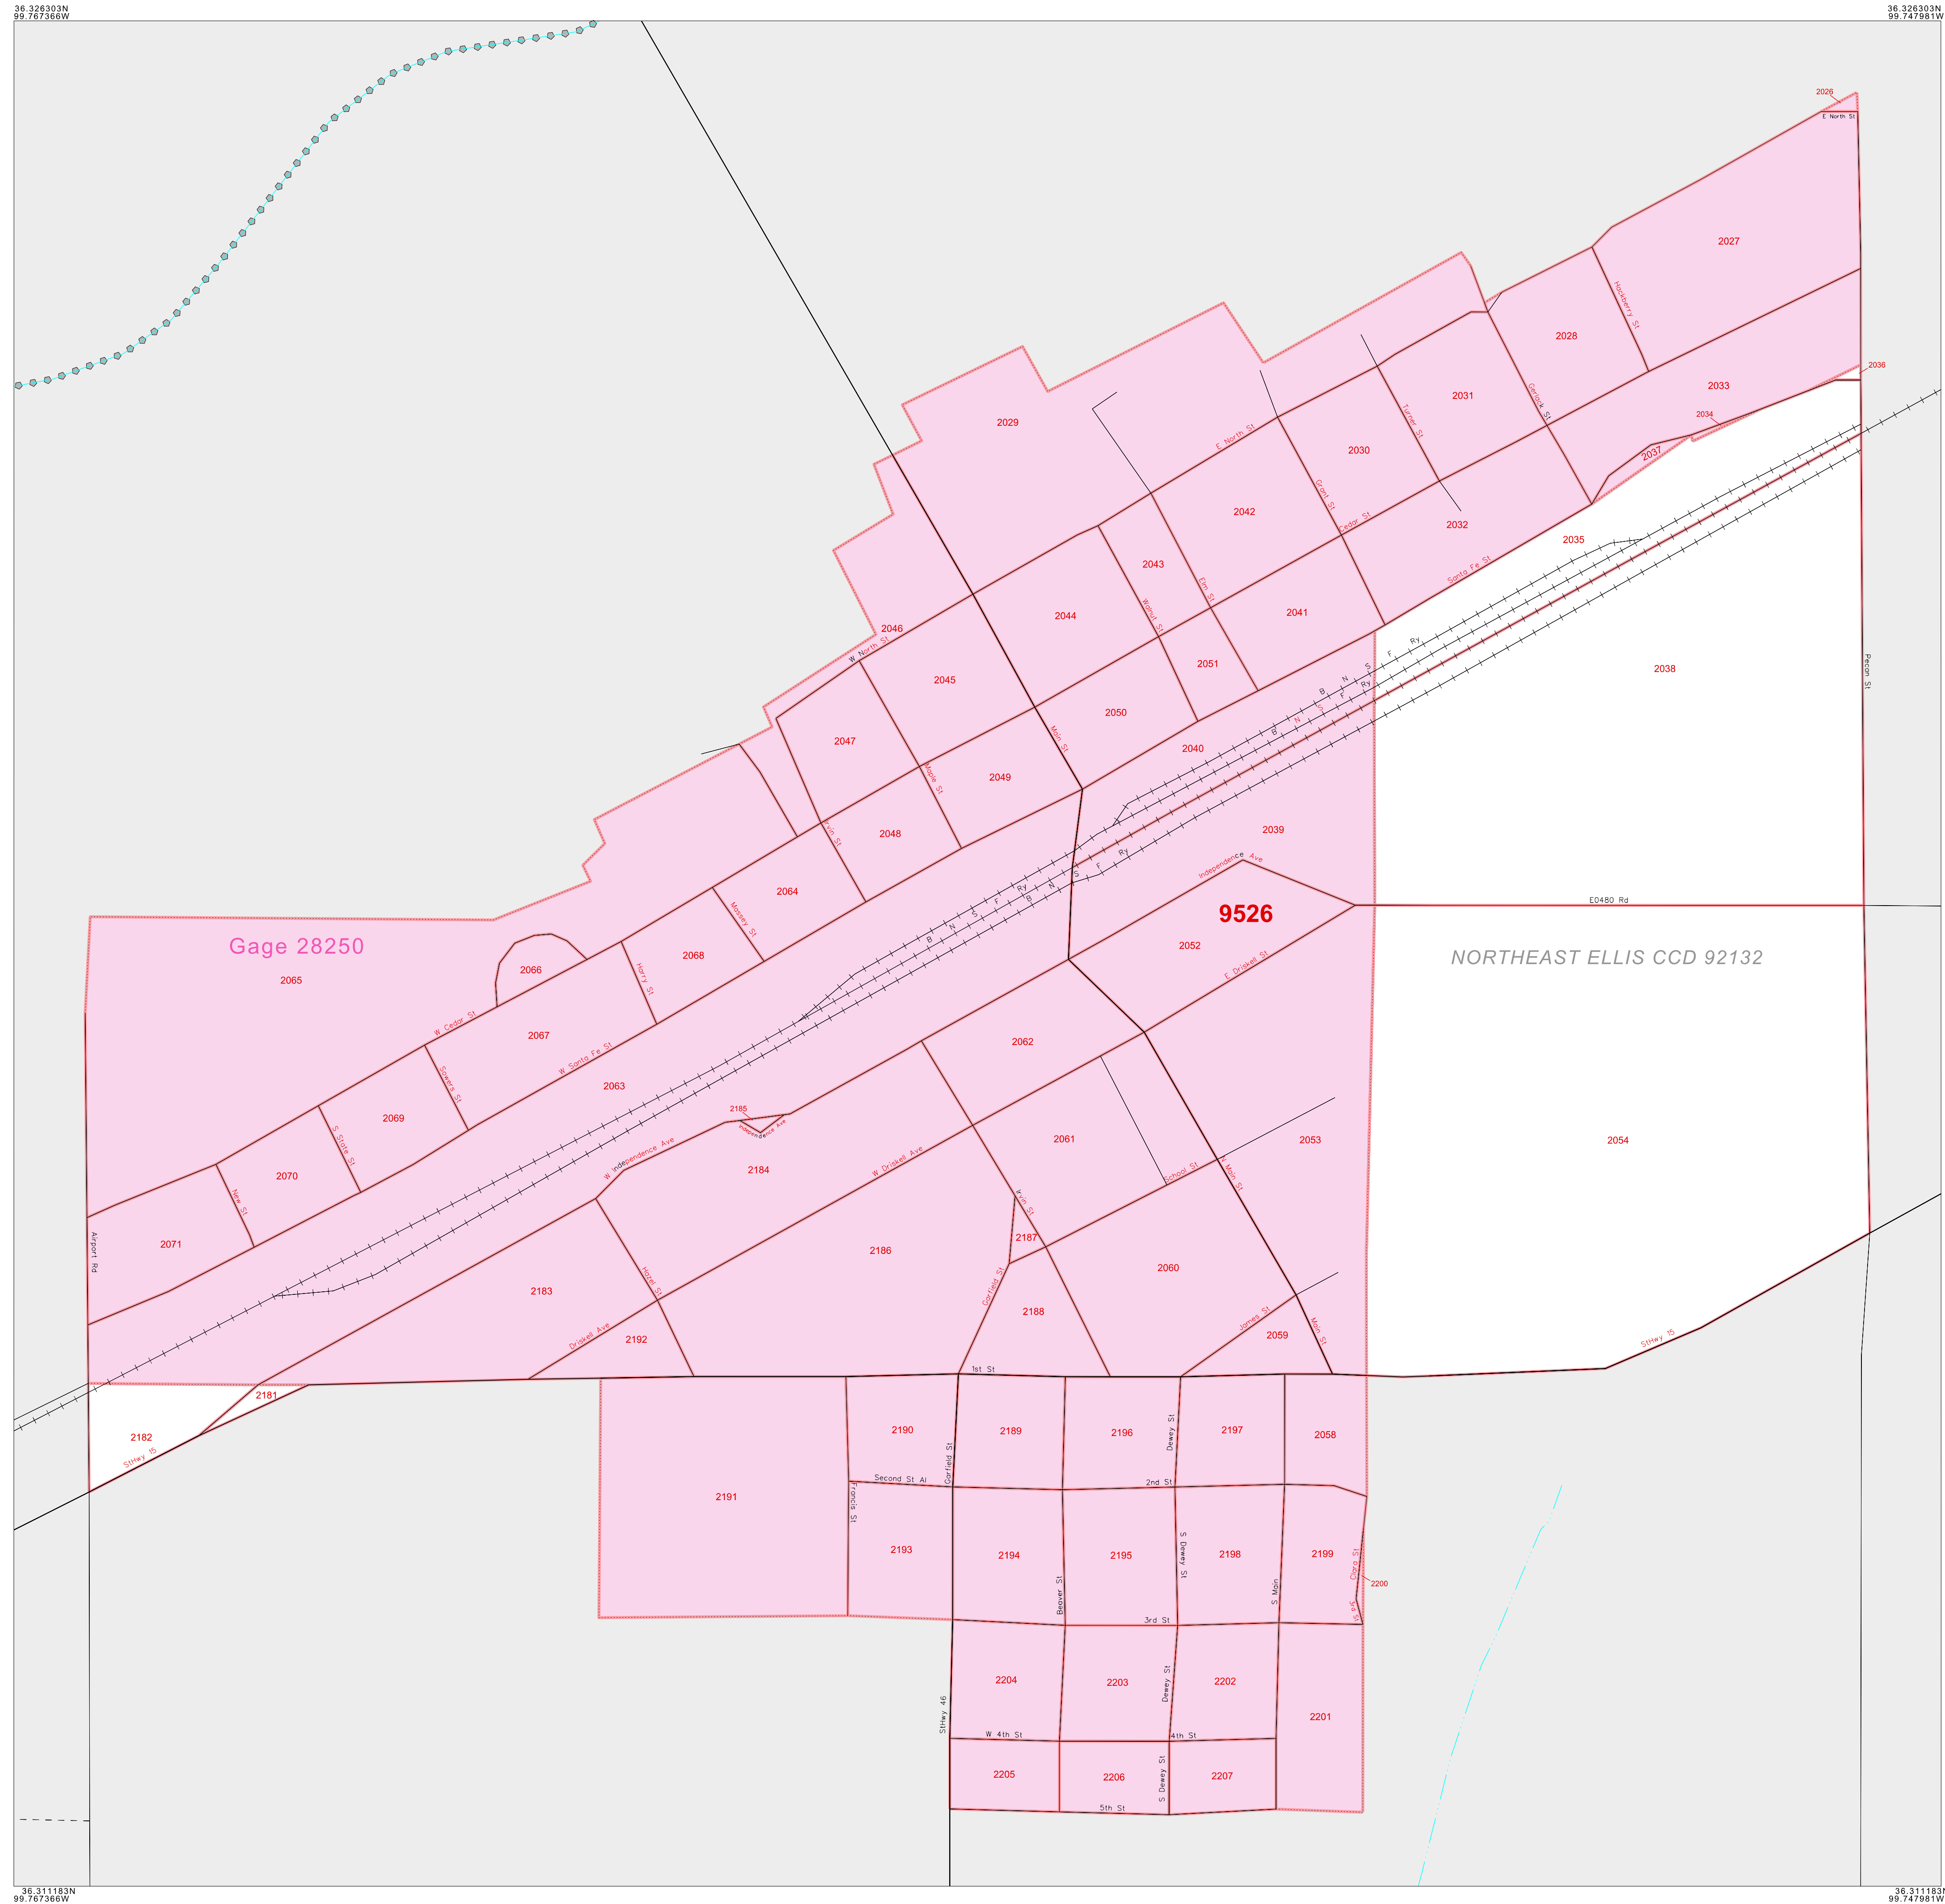 36.326303N
99.767366W
36.326303N
99.747981W
2026
E North St
2027
Hackberry St
2028
2036
2033
2034
2037
2029
2031
Gerlock St
Turner St
2030
E North St
Grant St
2042
Cedar St
2032
2035
Santa Fe St
2043
Elm St
Walnut St
2041
2044
2046
W North St
2045
2051
2038
Pecan St
B N S F Ry
B N S F Ry
2050
Main St
2047
2040
2049
Maple St
2048
Irvin St
2039
Independence Ave
B N S F Ry
B N S F Ry
2064
Massey St
E0480 Rd
9526
Gage 28250
2052
NORTHEAST ELLIS CCD 92132
2065
2066
2068
Harry St
E Driskell St
W Cedar St
2067
W Santa Fe St
2062
2063
Sowers St
2069
S State St
2185
Independence Ave
W Independence Ave
2061
2053
2054
2184
W Driskell Ave
School St
N Main St
2070
New St
Irvin St
2071
Airport Rd
2187
2186
2060
Garfield St
2183
Hazel St
2188
James St
Main St
2059
Driskell Ave
2192
StHwy 15
1st St
2181
2182
StHwy 15
2190
2189
2196
Dewey St
2197
2058
Garfield St
Second St Al
2nd St
2191
Francis St
2193
2194
2195
S Dewey St
2198
2199
Clara St
2200
Beaver St
S Main
3rd St
3rd St
2204
2203
Dewey St
2202
2201
StHwy 46
W 4th St
4th St
2205
2206
S Dewey St
2207
5th St
36.311183N
99.767366W
36.311183N
99.747981W